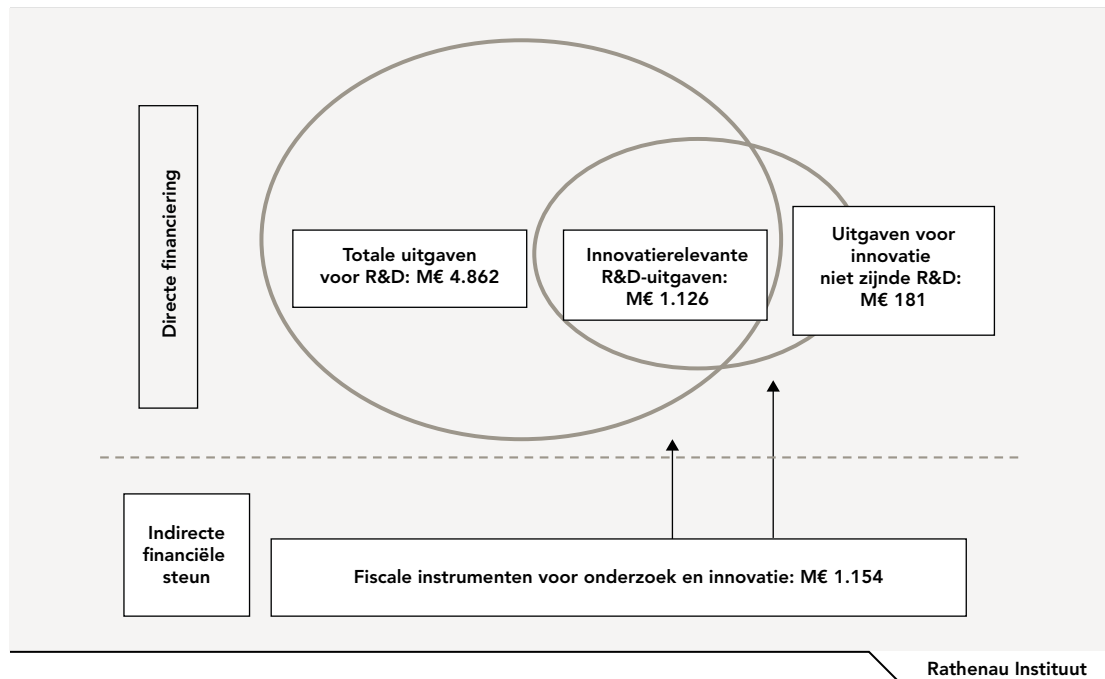 Directe financiering
Totale uitgaven
voor R&D: M€ 4.862
Innovatierelevante
R&D-uitgaven:
M€ 1.126
Uitgaven voor
innovatie
niet zijnde R&D:
M€ 181
Indirecte
financiële
steun
Fiscale instrumenten voor onderzoek en innovatie: M€ 1.154
Rathenau Instituut